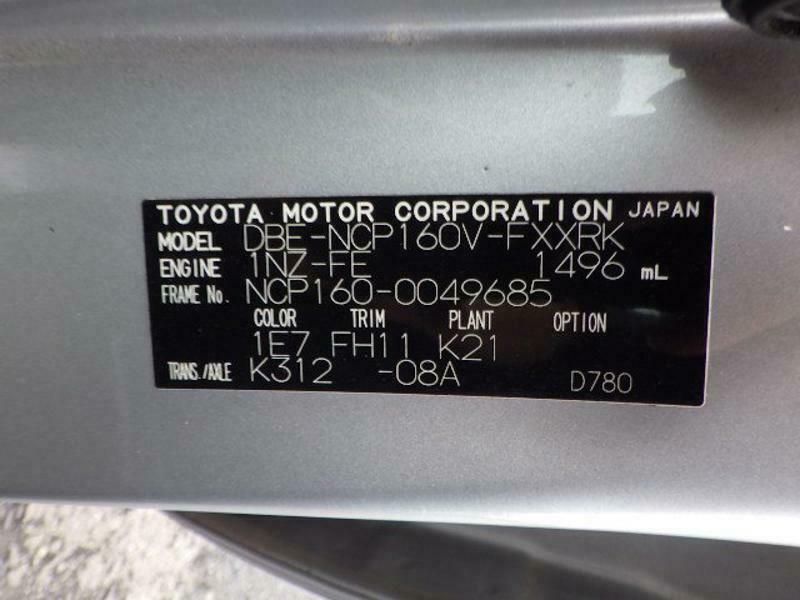 TOYOTA MOTOR CORPORATION JAPAN
MODEL DBE-NCP160V-FXXRK
ENGINE 1NZ-FE 1496 mL
FRAME No. NCP160-0049685
COLOR TRIM PLANT OPTION
1E7 FH11 K21
TRANS./AXLE K312 -08A D780